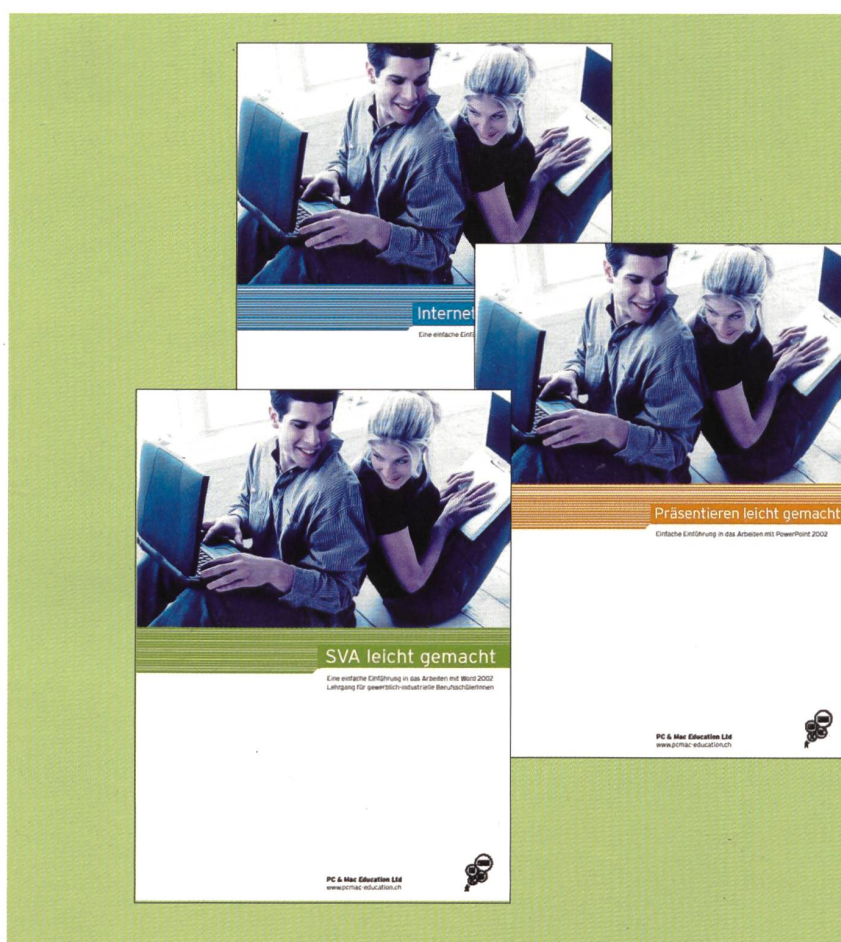 Internet
Eine einfache
Präsentieren leicht gemacht
Einfache Einführung in das Arbeiten mit PowerPoint 2002
PC & Mac Education Ltd
www.pcmac-education.ch
SVA leicht gemacht
Eine einfache Einführung in das Arbeiten mit Word 2002
Lehrgang für gewerblich-industrielle BerufsschülerInnen
PC & Mac Education Ltd
www.pcmac-education.ch